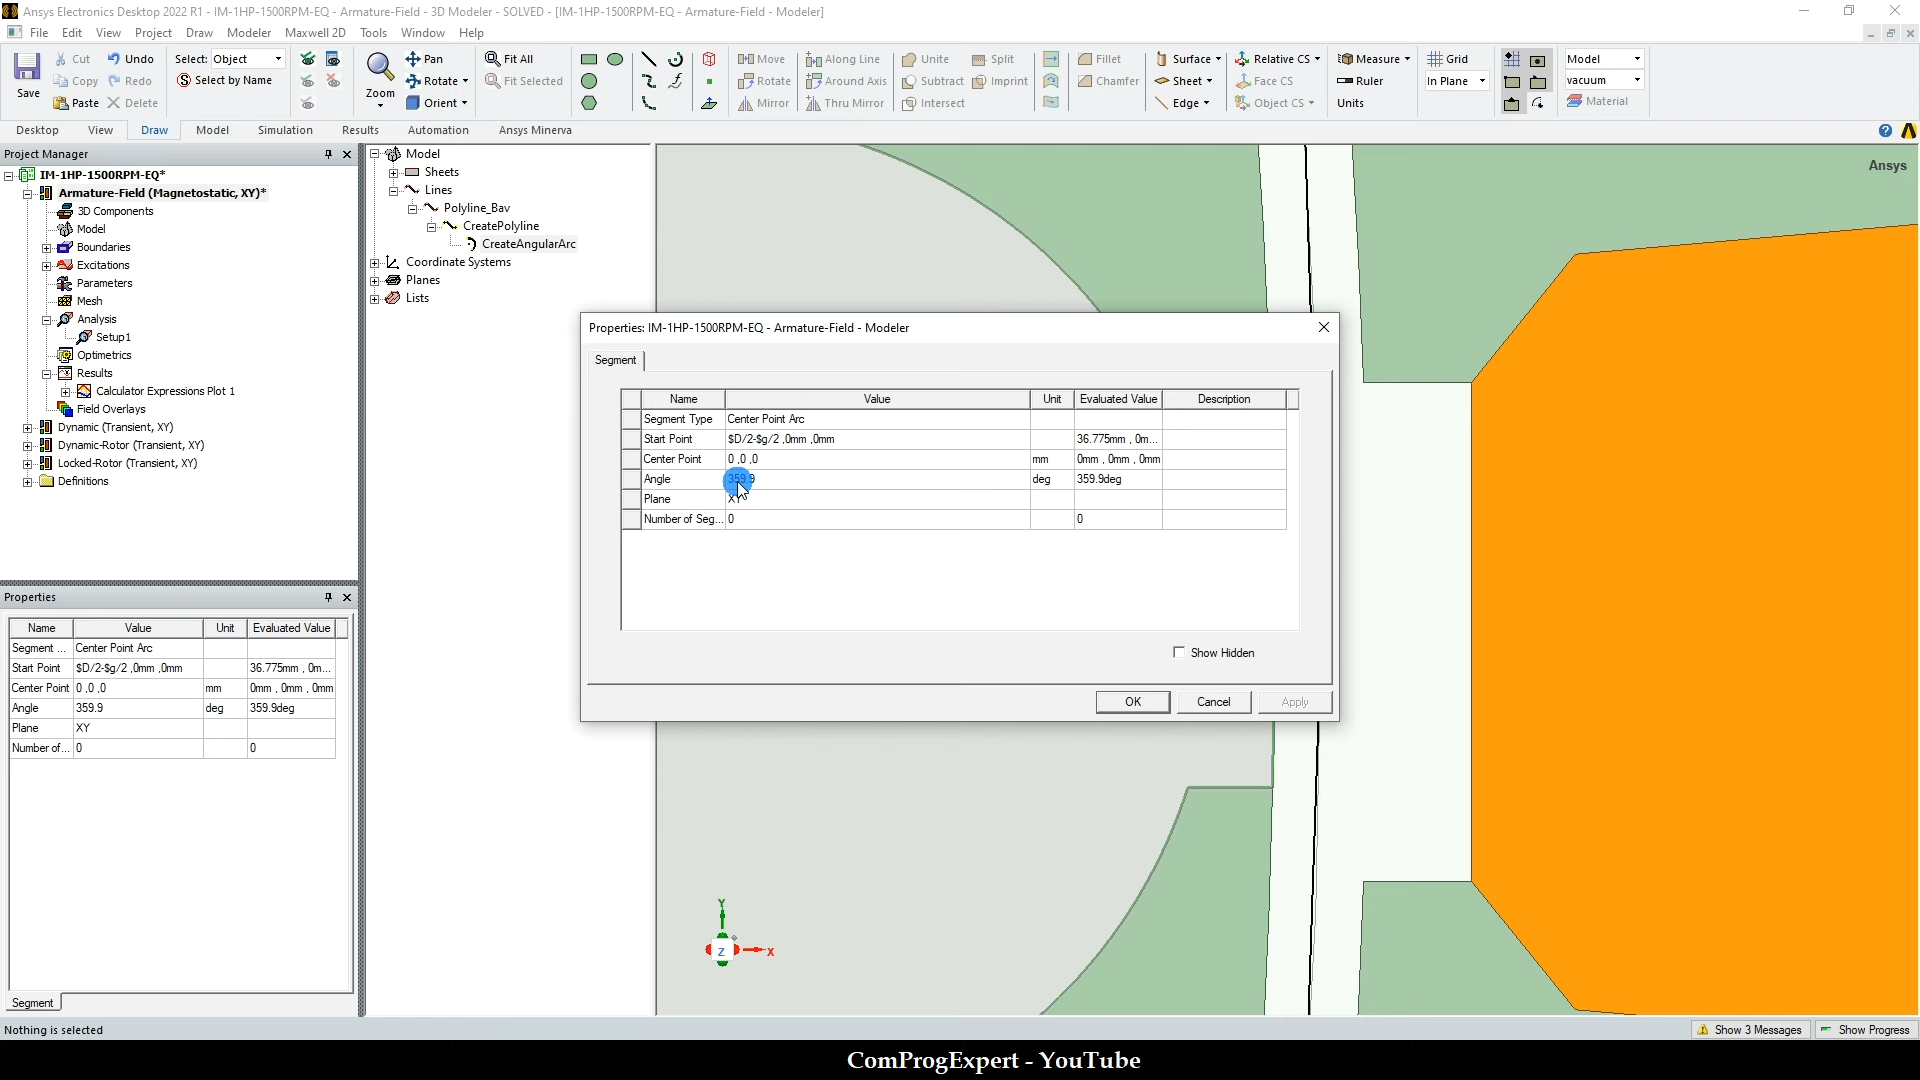 Ansys Electronics Desktop 2022 R1 - IM-1HP-1500RPM-EQ - Armature-Field - 3D Modeler - SOLVED - [IM-1HP-1500RPM-EQ - Armature-Field - Modeler]
File Edit View Project Draw Modeler Maxwell 2D Tools Window Help
Save
Cut Undo
Copy Redo
Paste Delete
Select: Object
Select by Name
Zoom
Pan
Rotate
Orient
Fit All
Fit Selected
Move Along Line
Rotate Around Axis
Mirror Thru Mirror
Unite Split
Subtract Imprint
Intersect
Fillet
Chamfer
Surface
Sheet
Edge
Relative CS
Face CS
Object CS
Measure
Ruler
Units
Grid
In Plane
Model
vacuum
Material
Desktop View Draw Model Simulation Results Automation Ansys Minerva
Project Manager
IM-1HP-1500RPM-EQ*
Armature-Field (Magnetostatic, XY)*
3D Components
Model
Boundaries
Excitations
Parameters
Mesh
Analysis
Setup1
Optimetrics
Results
Calculator Expressions Plot 1
Field Overlays
Dynamic (Transient, XY)
Dynamic-Rotor (Transient, XY)
Locked-Rotor (Transient, XY)
Definitions
Model
Sheets
Lines
Polyline_Bav
CreatePolyline
CreateAngularArc
Coordinate Systems
Planes
Lists
Ansys
Properties: IM-1HP-1500RPM-EQ - Armature-Field - Modeler
Segment
Name Value Unit Evaluated Value Description
Segment Type Center Point Arc
Start Point $D/2-$g/2 ,0mm ,0mm 36.775mm , 0m...
Center Point 0 ,0 ,0 mm 0mm , 0mm , 0mm
Angle 359.9 deg 359.9deg
Plane XY
Number of Seg... 0 0
Show Hidden
OK Cancel Apply
Properties
Name Value Unit Evaluated Value
Segment ... Center Point Arc
Start Point $D/2-$g/2 ,0mm ,0mm 36.775mm , 0m...
Center Point 0 ,0 ,0 mm 0mm , 0mm , 0mm
Angle 359.9 deg 359.9deg
Plane XY
Number of... 0 0
Segment
Y
Z
X
Nothing is selected
Show 3 Messages Show Progress
ComProgExpert - YouTube